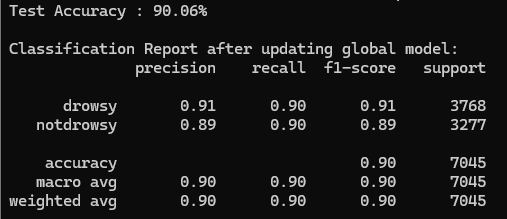 Test Accuracy : 90.06%
Classification Report after updating global model:
precision recall f1-score support
drowsy 0.91 0.90 0.91 3768
notdrowsy 0.89 0.90 0.89 3277
accuracy 0.90 7045
macro avg 0.90 0.90 0.90 7045
weighted avg 0.90 0.90 0.90 7045